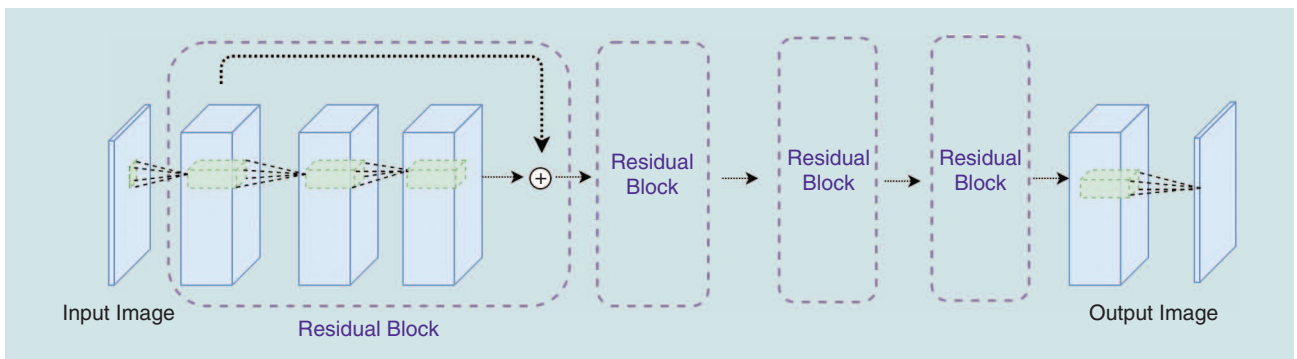 Input Image
Residual Block
Residual
Block
Residual
Block
Residual
Block
Output Image